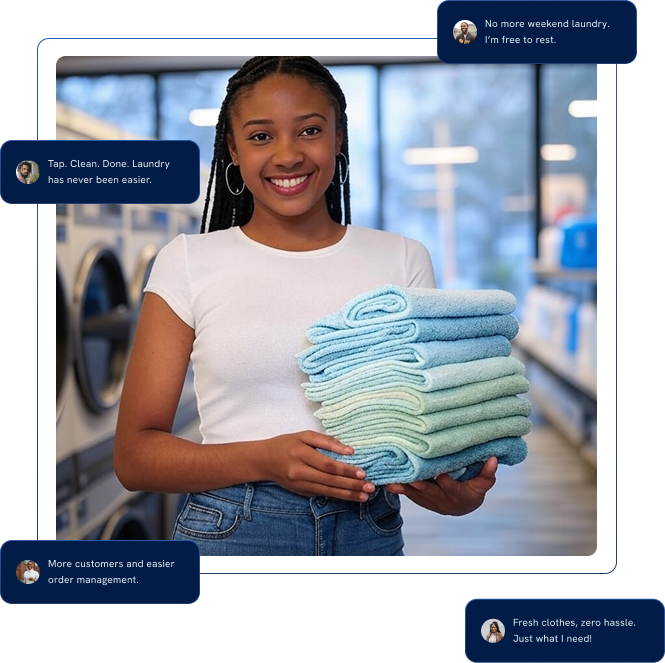 No more weekend laundry.
I'm free to rest.
Tap. Clean. Done. Laundry
has never been easier.
More customers and easier
order management.
Fresh clothes, zero hassle.
Just what I need!